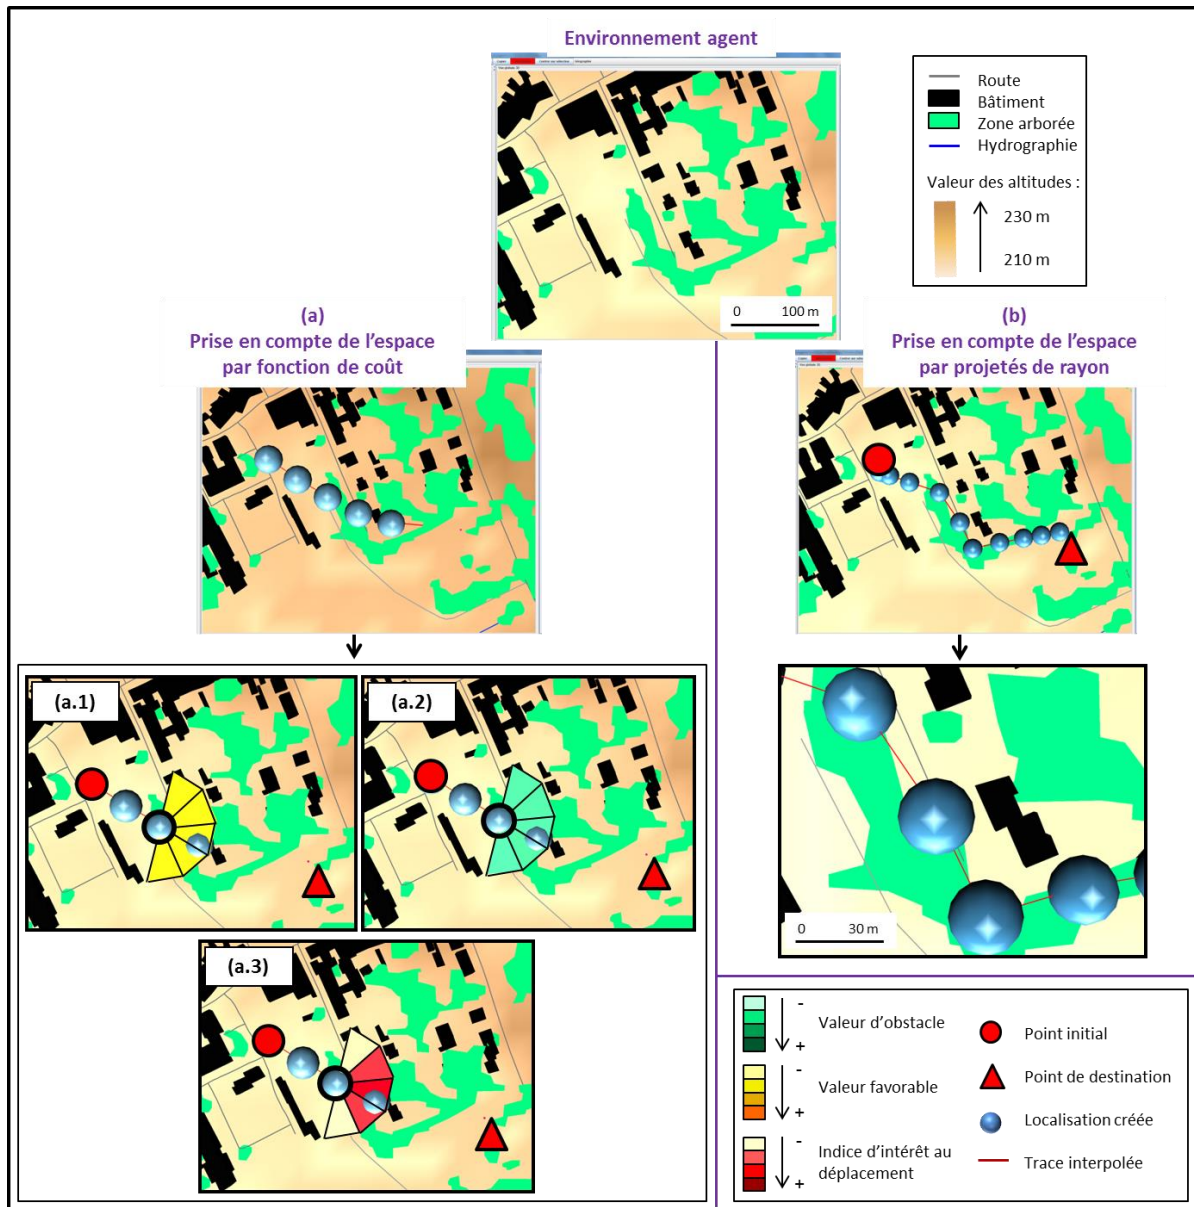 Environnement agent
Route
Bâtiment
Zone arborée
Hydrographie
Valeur des altitudes :
230 m
210 m
0 100 m
(a)
Prise en compte de l'espace
par fonction de coût
(b)
Prise en compte de l'espace
par projetés de rayon
(a.1)
(a.2)
(a.3)
0 30 m
-
Valeur d'obstacle
+
-
Valeur favorable
+
-
Indice d'intérêt au
déplacement
+
Point initial
Point de destination
Localisation créée
Trace interpolée